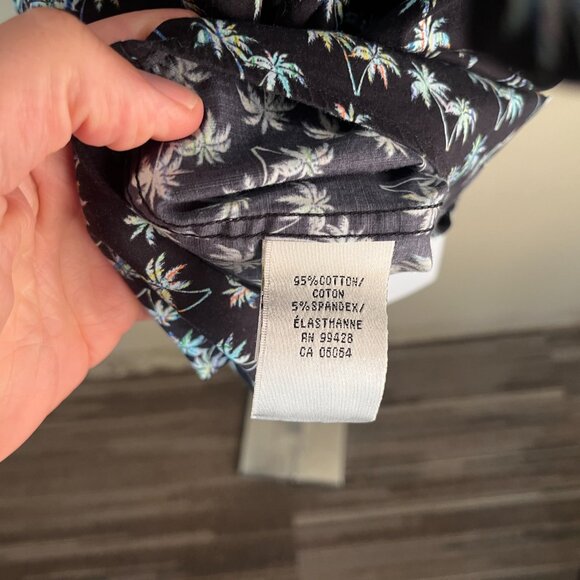 95%COTTON/
COTON
5%SPANDEX/
ÉLASTHANNE
RN 99428
CA 05054